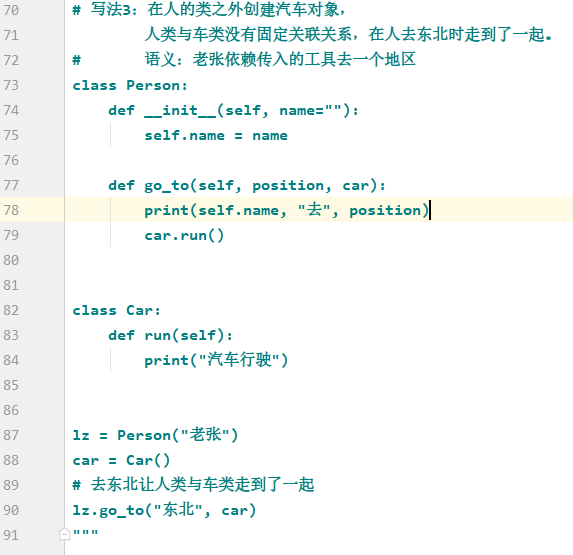 70 # 写法3：在人的类之外创建汽车对象，
71         人类与车类没有固定关联关系，在人去东北时走到了一起。
72 #       语义：老张依赖传入的工具去一个地区
73 class Person:
74     def __init__(self, name=""):
75         self.name = name
76
77     def go_to(self, position, car):
78         print(self.name, "去", position)
79         car.run()
80
81
82 class Car:
83     def run(self):
84         print("汽车行驶")
85
86
87 lz = Person("老张")
88 car = Car()
89 # 去东北让人类与车类走到了一起
90 lz.go_to("东北", car)
91 """